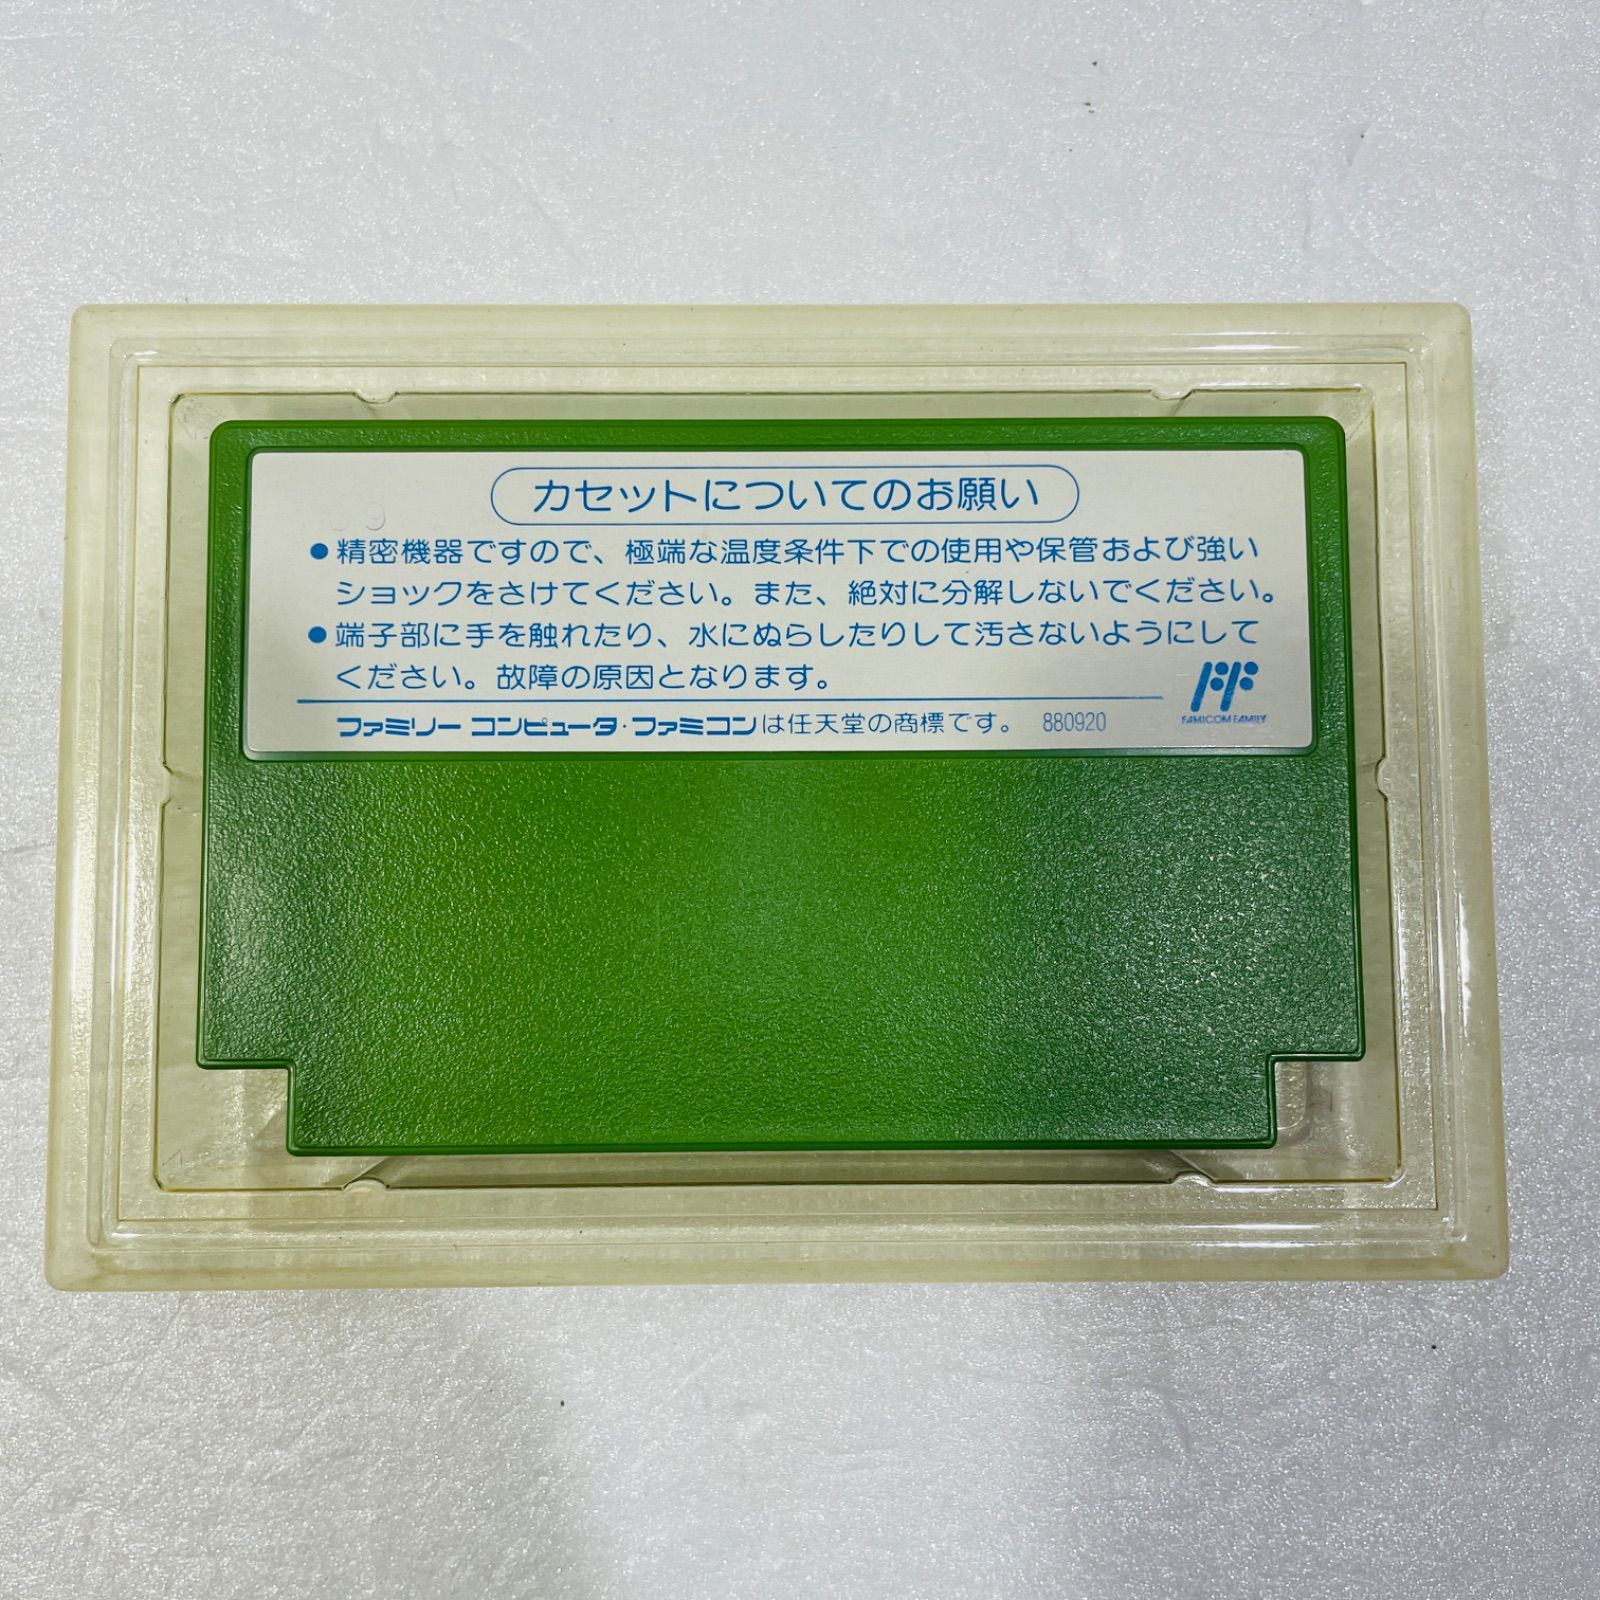 カセットについてのお願い
●精密機器ですので、極端な温度条件下での使用や保管および強い
ショックをさけてください。また、絶対に分解しないでください。
●端子部に手を触れたり、水にぬらしたりして汚さないようにして
ください。故障の原因となります。
FAMICOM FAMILY
ファミリー コンピュータ・ファミコンは任天堂の商標です。 880920